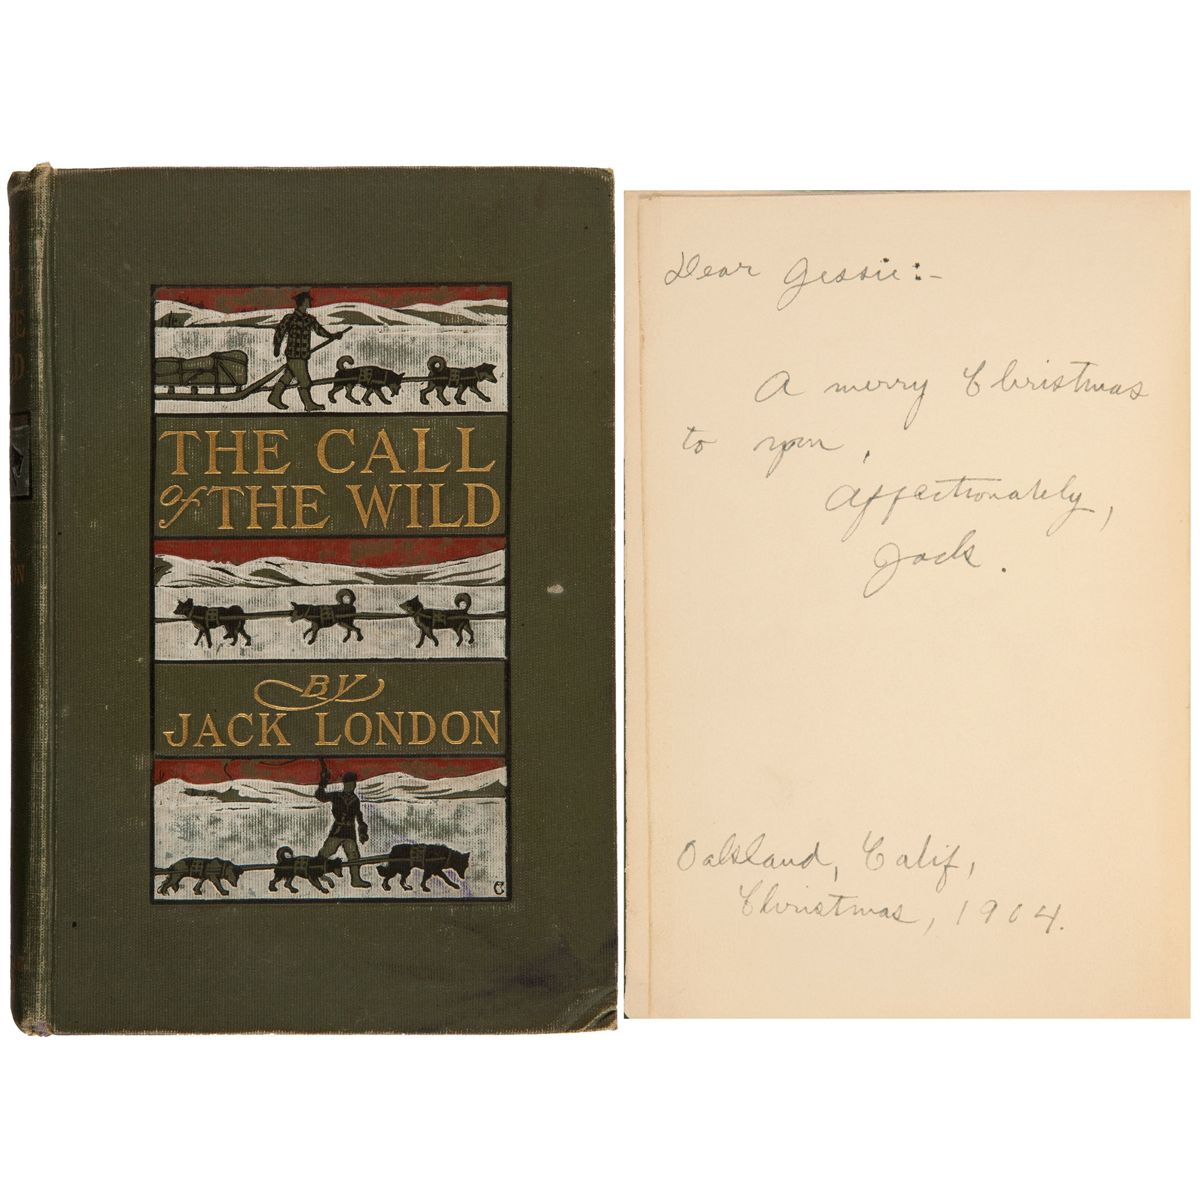 THE CALL
of THE WILD
BY
JACK LONDON
Dear Jessie:-
A merry Christmas
to you,
Affectionately,
Jack.
Oakland, Calif,
Christmas, 1904.